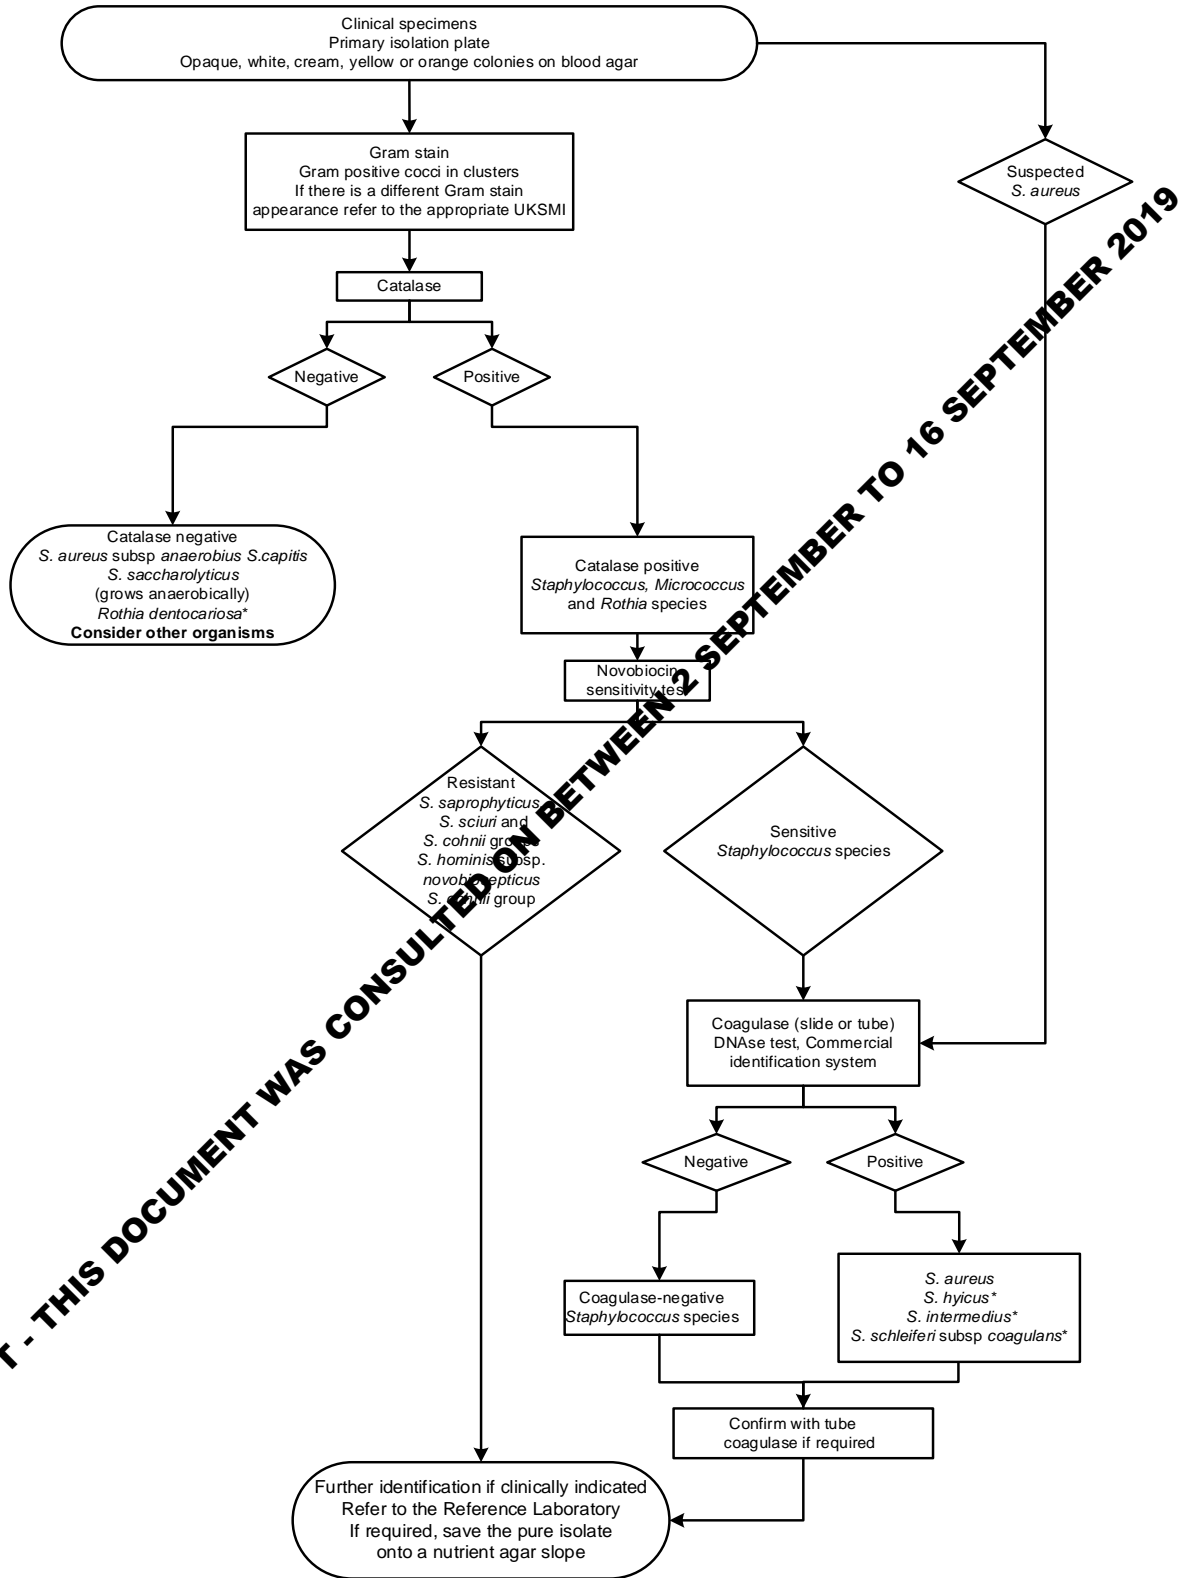 Clinical specimens
Primary isolation plate
Opaque, white, cream, yellow or orange colonies on blood agar
Gram stain
Gram positive cocci in clusters
If there is a different Gram stain
appearance refer to the appropriate UKSMI
Suspected
S. aureus
Catalase
Negative
Positive
Catalase negative
S. aureus subsp anaerobius S.capitis
S. saccharolyticus
(grows anaerobically)
Rothia dentocariosa*
Consider other organisms
Catalase positive
Staphylococcus, Micrococcus
and Rothia species
Novobiocin
sensitivity test
Resistant
S. saprophyticus
S. sciuri and
S. cohnii groups
S. hominis subsp.
novobiosepticus
S. cohnii group
Sensitive
Staphylococcus species
Coagulase (slide or tube)
DNAse test, Commercial
identification system
Negative
Positive
Coagulase-negative
Staphylococcus species
S. aureus
S. hyicus*
S. intermedius*
S. schleiferi subsp coagulans*
Confirm with tube
coagulase if required
Further identification if clinically indicated
Refer to the Reference Laboratory
If required, save the pure isolate
onto a nutrient agar slope
T - THIS DOCUMENT WAS CONSULTED ON BETWEEN 2 SEPTEMBER TO 16 SEPTEMBER 2019